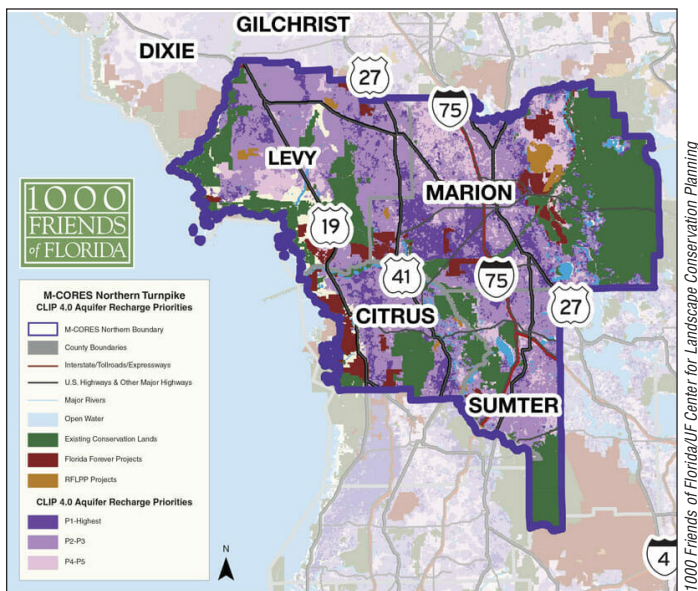 GILCHRIST
DIXIE
27
75
LEVY
MARION
1000
FRIENDS
of FLORIDA
19
41
75
27
CITRUS
SUMTER
4
M-CORES Northern Turnpike
CLIP 4.0 Aquifer Recharge Priorities
M-CORES Northern Boundary
County Boundaries
Interstate/Tollroads/Expressways
U.S. Highways & Other Major Highways
Major Rivers
Open Water
Existing Conservation Lands
Florida Forever Projects
RFLPP Projects
CLIP 4.0 Aquifer Recharge Priorities
P1-Highest
P2-P3
P4-P5
N
1000 Friends of Florida/UF Center for Landscape Conservation Planning